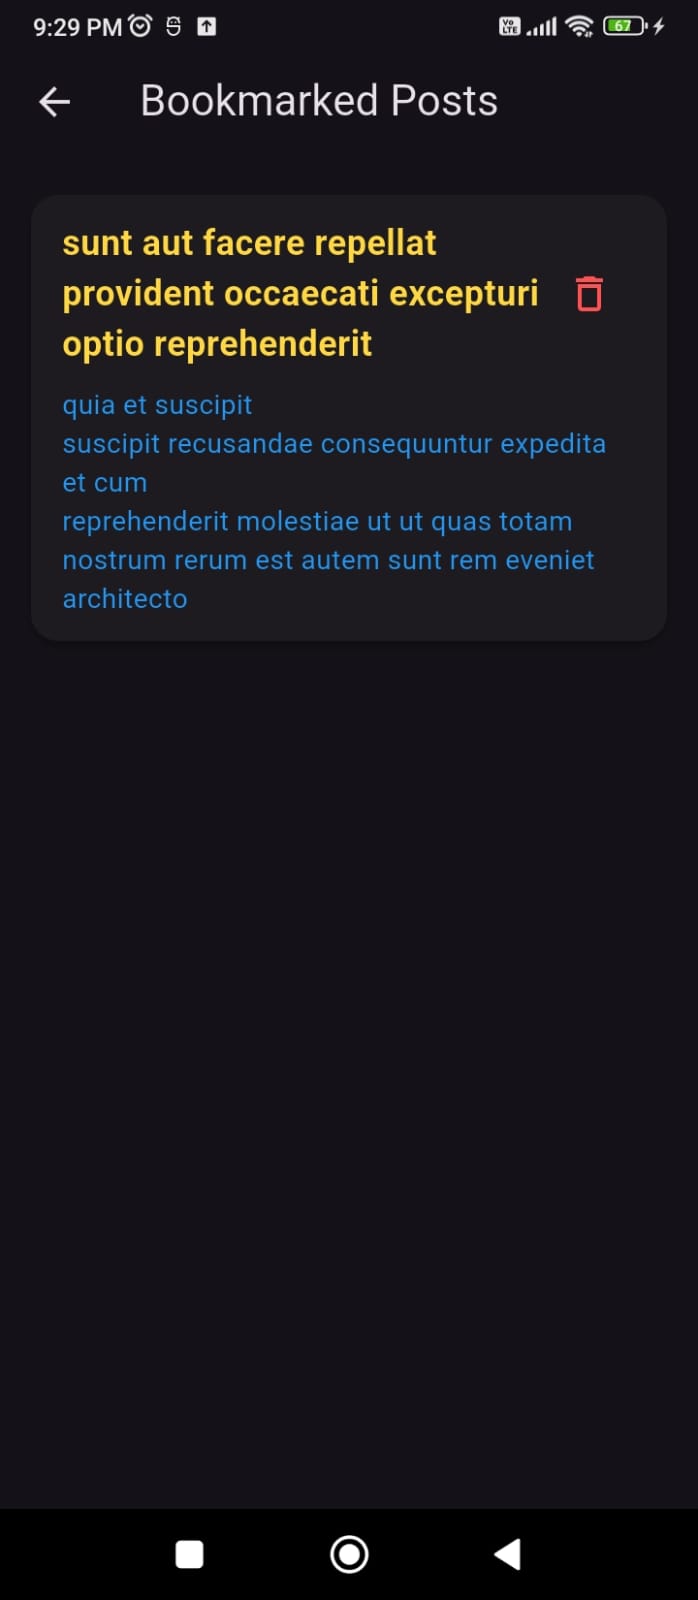 9:29 PM
Vo LTE
67
Bookmarked Posts
sunt aut facere repellat
provident occaecati excepturi
optio reprehenderit
quia et suscipit
suscipit recusandae consequuntur expedita
et cum
reprehenderit molestiae ut ut quas totam
nostrum rerum est autem sunt rem eveniet
architecto